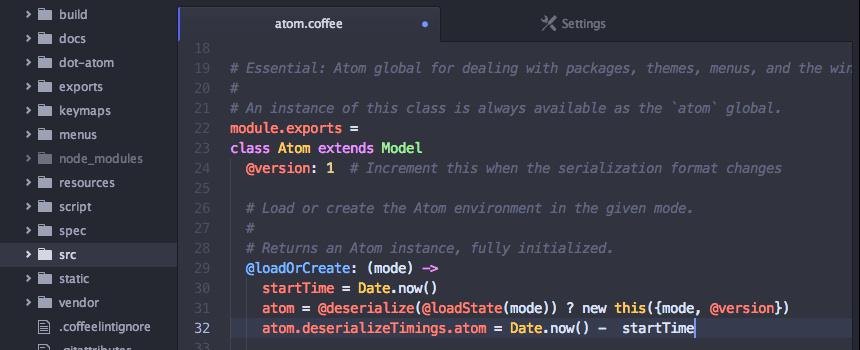 build
docs
dot-atom
exports
keymaps
menus
node_modules
resources
script
spec
src
static
vendor
.coffeelintignore
.gitattributes
atom.coffee
Settings
18
19 # Essential: Atom global for dealing with packages, themes, menus, and the win
20 #
21 # An instance of this class is always available as the `atom` global.
22 module.exports =
23 class Atom extends Model
24 @version: 1  # Increment this when the serialization format changes
25
26 # Load or create the Atom environment in the given mode.
27 #
28 # Returns an Atom instance, fully initialized.
29 @loadOrCreate: (mode) ->
30 startTime = Date.now()
31 atom = @deserialize(@loadState(mode)) ? new this({mode, @version})
32 atom.deserializeTimings.atom = Date.now() -  startTime
33